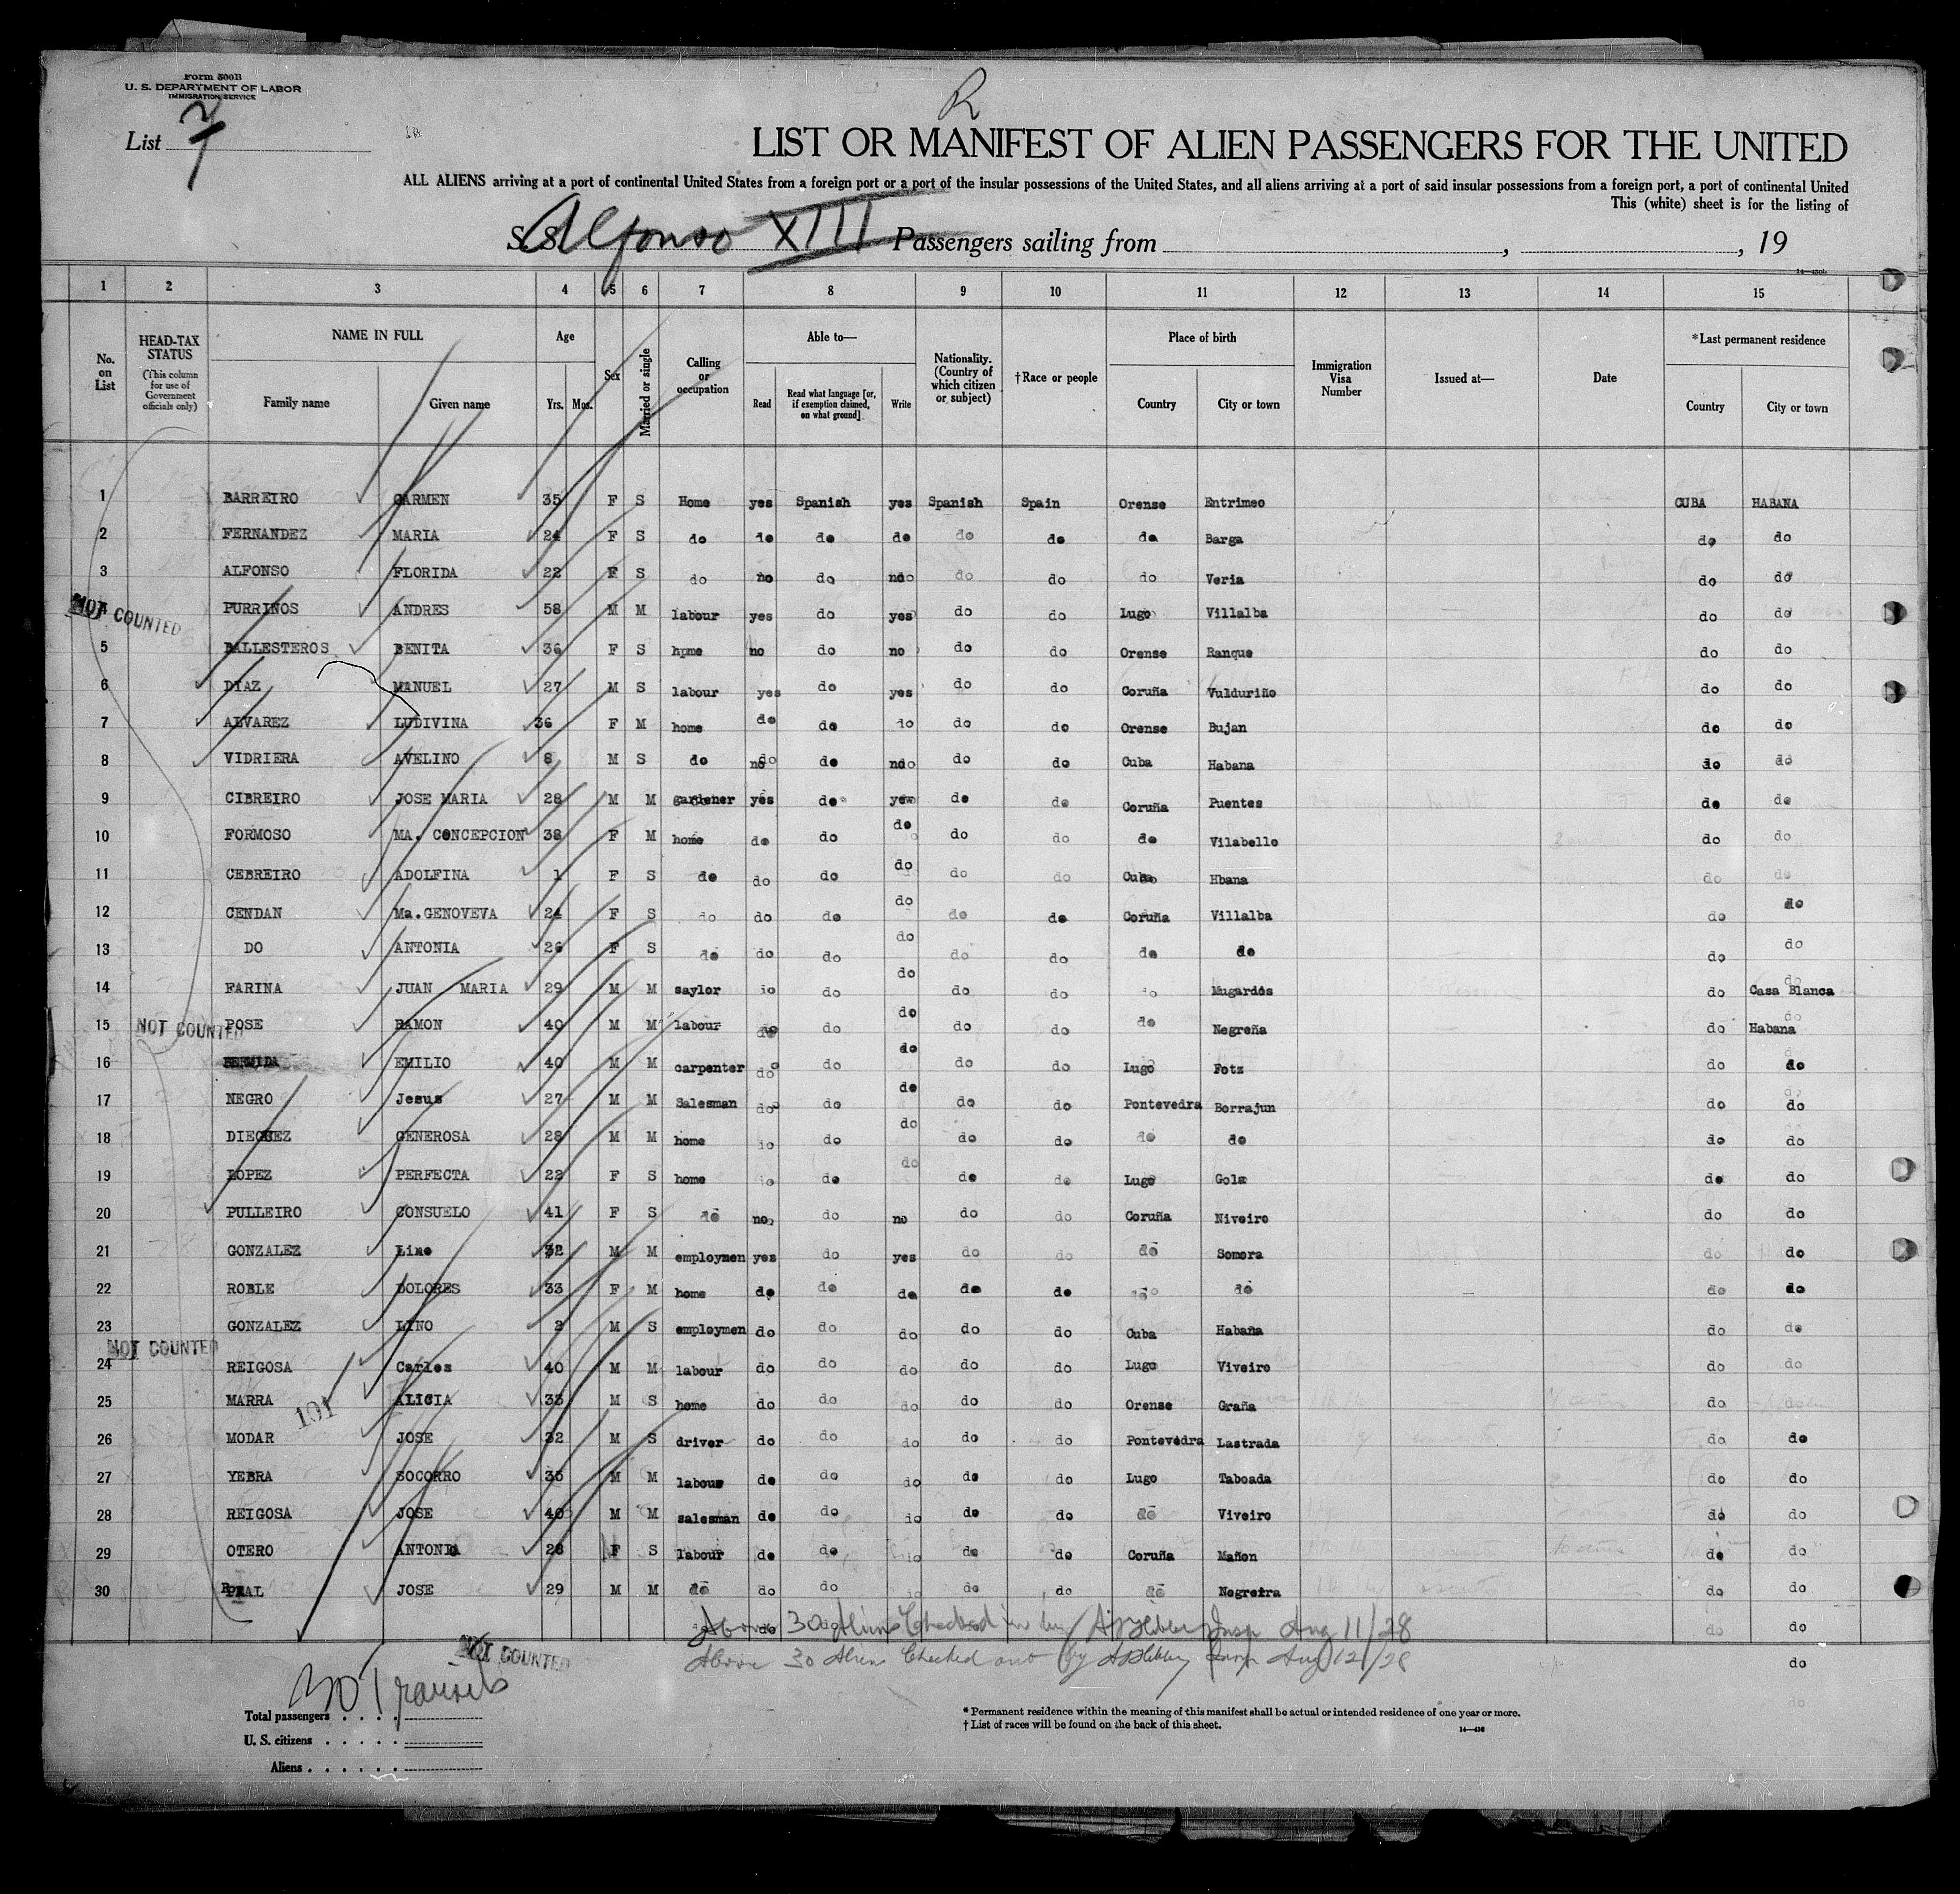 Form 500B
U. S. DEPARTMENT OF LABOR
IMMIGRATION SERVICE
R
List 7
LIST OR MANIFEST OF ALIEN PASSENGERS FOR THE UNITED
ALL ALIENS arriving at a port of continental United States from a foreign port or a port of the insular possessions of the United States, and all aliens arriving at a port of said insular possessions from a foreign port, a port of continental United
This (white) sheet is for the listing of
S. S. Alfonso XIII Passengers sailing from , , 19
1 2 3 4 5 6 7 8 9 10 11 12 13 14 15
No. on List
HEAD-TAX STATUS (This column for use of Government officials only)
NAME IN FULL Family name Given name
Age Yrs. Mos.
Sex
Married or single
Calling or occupation
Able to— Read Read what language [or, if exemption claimed, on what ground] Write
Nationality. (Country of which citizen or subject)
†Race or people
Place of birth Country City or town
Immigration Visa Number
Issued at—
Date
*Last permanent residence Country City or town
1 BARREIRO CARMEN 35 F S Home yes Spanish yes Spanish Spain Orense Entrimeo CUBA HABANA
2 FERNANDEZ MARIA 24 F S do do do do do do do Barga do do
3 ALFONSO FLORIDA 22 F S do no do no do do do Veria do do
NOT COUNTED
4 PURRINOS ANDRES 58 M M labour yes do yes do do Lugo Villalba do do
5 BALLESTEROS BENITA 36 F S home no do no do do Orense Ranque do do
6 DIAZ MANUEL 27 M S labour yes do yes do do Coruña Vulduriño do do
7 ALVAREZ LUDIVINA 36 F M home do do do do do Orense Bujan do do
8 VIDRIERA AVELINO 8 M S do no do no do do Cuba Habana do do
9 CIBREIRO JOSE MARIA 28 M M gardener yes do yew do do Coruña Puentes do do
10 FORMOSO MA. CONCEPCION 38 F M home do do do do do do Vilabello do do
11 CEBREIRO ADOLFINA 1 F S do do do do do do Cuba Hbana do do
12 CENDAN Ma.GENOVEVA 24 F S do do do do do do Coruña Villalba do do
13 DO ANTONIA 26 F S do do do do do do do do do do
14 FARINA JUAN MARIA 29 M M saylor do do do do do do Mugardos do Casa Blanca
NOT COUNTED
15 POSE RAMON 40 M M labour do do do do do Negreña do Habana
16 BERMIDA EMILIO 40 M M carpenter do do do do do Lugo Fotz do do
17 NEGRO Jesus 27 M M Salesman do do do do do Pontevedra Borrajun do do
18 DIEGUEZ GENEROSA 28 M M home do do do do do do do do do
19 LOPEZ PERFECTA 22 F S home do do do do do Lugo Gola do do
20 PULLEIRO CONSUELO 41 F S do no do no do do Coruña Niveiro do do
21 GONZALEZ Lino 32 M M employmen yes do yes do do do Somora do do
22 ROBLE DOLORES 33 F M home do do do do do do do do do
23 GONZALEZ LINO 2 M S employmen do do do do do Cuba Habana do do
NOT COUNTED
24 REIGOSA Carlos 40 M M labour do do do do do Lugo Viveiro do do
25 MARRA ALICIA 33 M S home do do do do do Orense Graña do do
101
26 MODAR JOSE 32 M S driver do do do do do Pontevedra Lastrada do do
27 YEBRA SOCORRO 36 M M labour do do do do do Lugo Taboada do do
28 REIGOSA JOSE 40 M M salesman do do do do do do Viveiro do do
29 OTERO ANTONIA 28 F S labour do do do do do Coruña Mañon do do
30 JOSE 29 M M do do do do do do do Negreira do do
Above 30 Aliens Checked in by Insp Aug 11/28 do do
Above 30 Aliens Checked out by Insp Aug 12/28 do
NOT COUNTED
30 Transits
Total passengers
U. S. citizens
Aliens
* Permanent residence within the meaning of this manifest shall be actual or intended residence of one year or more.
† List of races will be found on the back of this sheet.